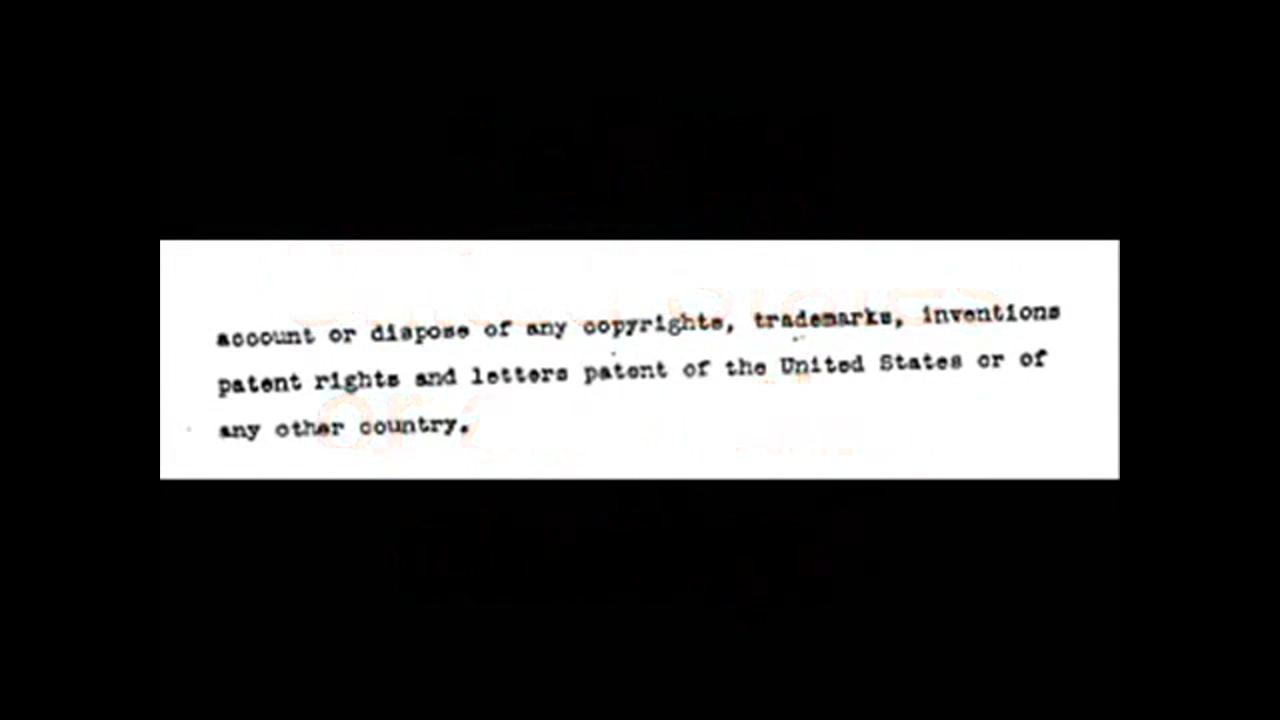 account or dispose of any copyrights, trademarks, inventions
patent rights and letters patent of the United States or of
any other country.